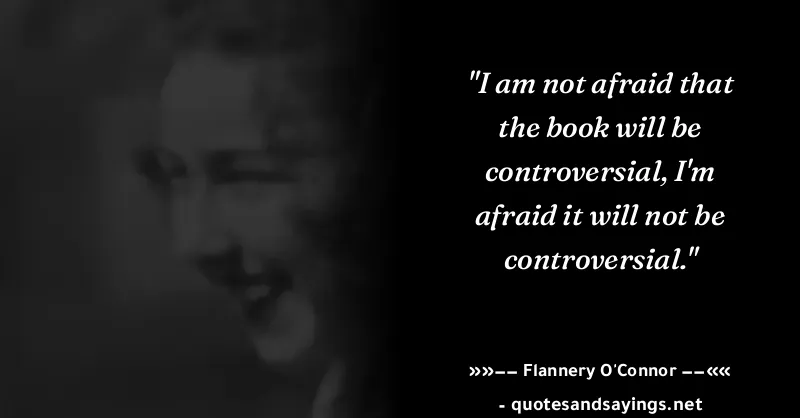 "I am not afraid that
the book will be
controversial, I'm
afraid it will not be
controversial."
»»−− Flannery O'Connor −−««
- quotesandsayings.net